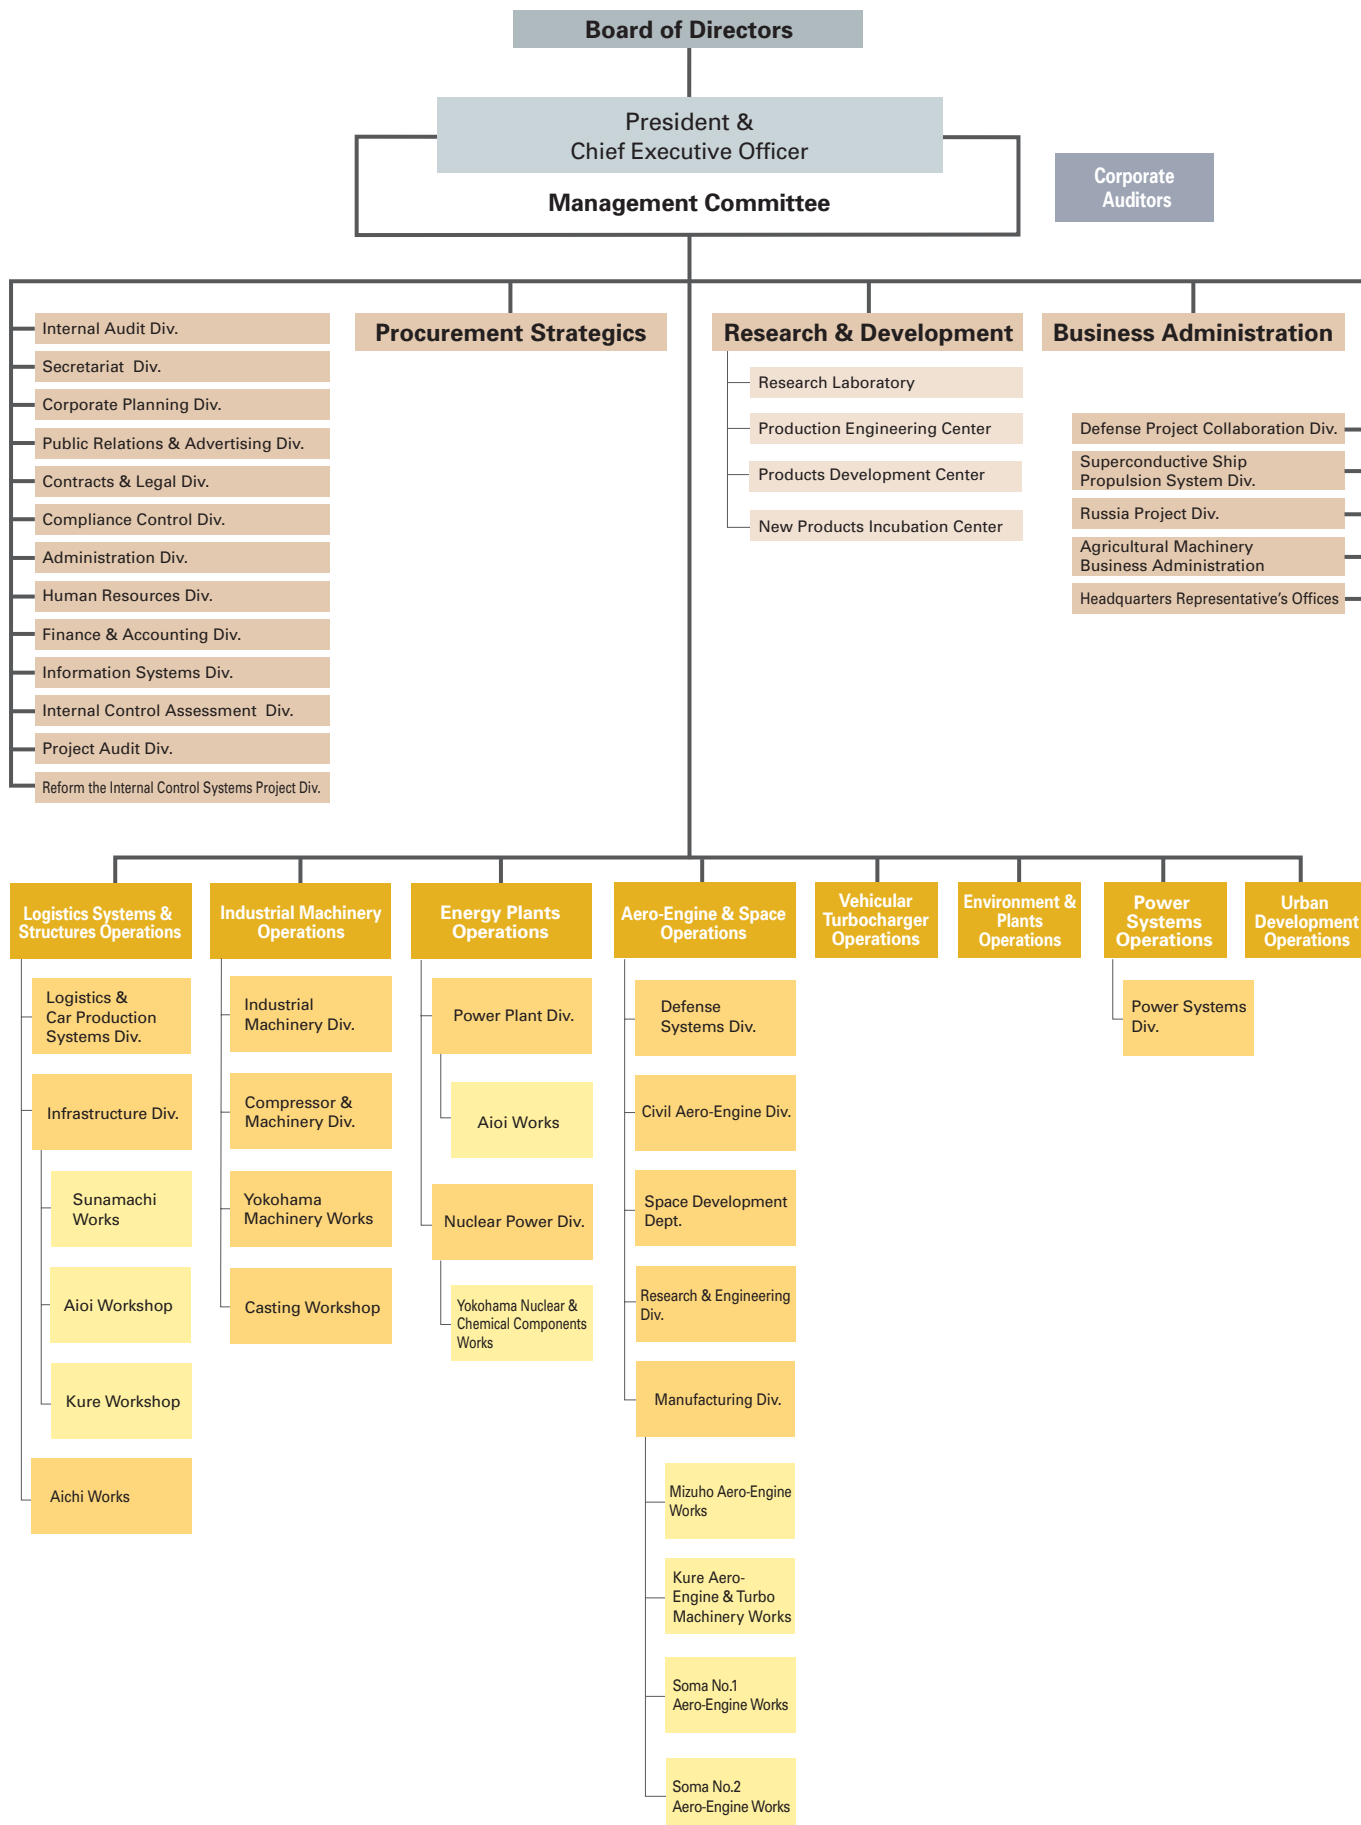 Board of Directors
President &
Chief Executive Officer
Management Committee
Corporate
Auditors
Internal Audit Div.
Secretariat Div.
Corporate Planning Div.
Public Relations & Advertising Div.
Contracts & Legal Div.
Compliance Control Div.
Administration Div.
Human Resources Div.
Finance & Accounting Div.
Information Systems Div.
Internal Control Assessment Div.
Project Audit Div.
Reform the Internal Control Systems Project Div.
Procurement Strategics
Research & Development
Research Laboratory
Production Engineering Center
Products Development Center
New Products Incubation Center
Business Administration
Defense Project Collaboration Div.
Superconductive Ship
Propulsion System Div.
Russia Project Div.
Agricultural Machinery
Business Administration
Headquarters Representative's Offices
Logistics Systems &
Structures Operations
Logistics &
Car Production
Systems Div.
Infrastructure Div.
Sunamachi
Works
Aioi Workshop
Kure Workshop
Aichi Works
Industrial Machinery
Operations
Industrial
Machinery Div.
Compressor &
Machinery Div.
Yokohama
Machinery Works
Casting Workshop
Energy Plants
Operations
Power Plant Div.
Aioi Works
Nuclear Power Div.
Yokohama Nuclear &
Chemical Components
Works
Aero-Engine & Space
Operations
Defense
Systems Div.
Civil Aero-Engine Div.
Space Development
Dept.
Research & Engineering
Div.
Manufacturing Div.
Mizuho Aero-Engine
Works
Kure Aero-
Engine & Turbo
Machinery Works
Soma No.1
Aero-Engine Works
Soma No.2
Aero-Engine Works
Vehicular
Turbocharger
Operations
Environment &
Plants
Operations
Power
Systems
Operations
Power Systems
Div.
Urban
Development
Operations